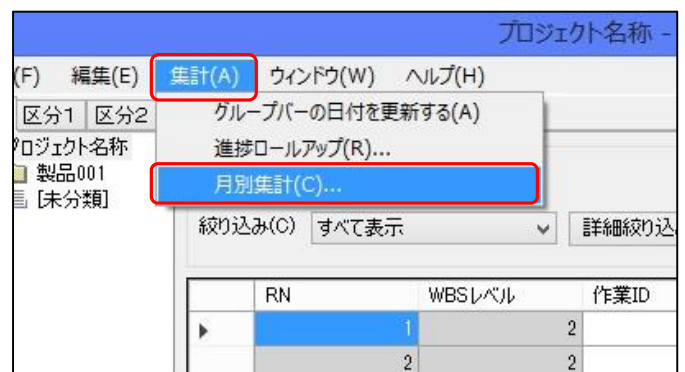 プロジェクト名称 -
(F) 編集(E) 集計(A) ウィンドウ(W) ヘルプ(H)
区分1 区分2
グループバーの日付を更新する(A)
進捗ロールアップ(R)...
月別集計(C)...
プロジェクト名称
製品001
[未分類]
絞り込み(C) すべて表示 詳細絞り込
RN WBSレベル 作業ID
1 2
2 2